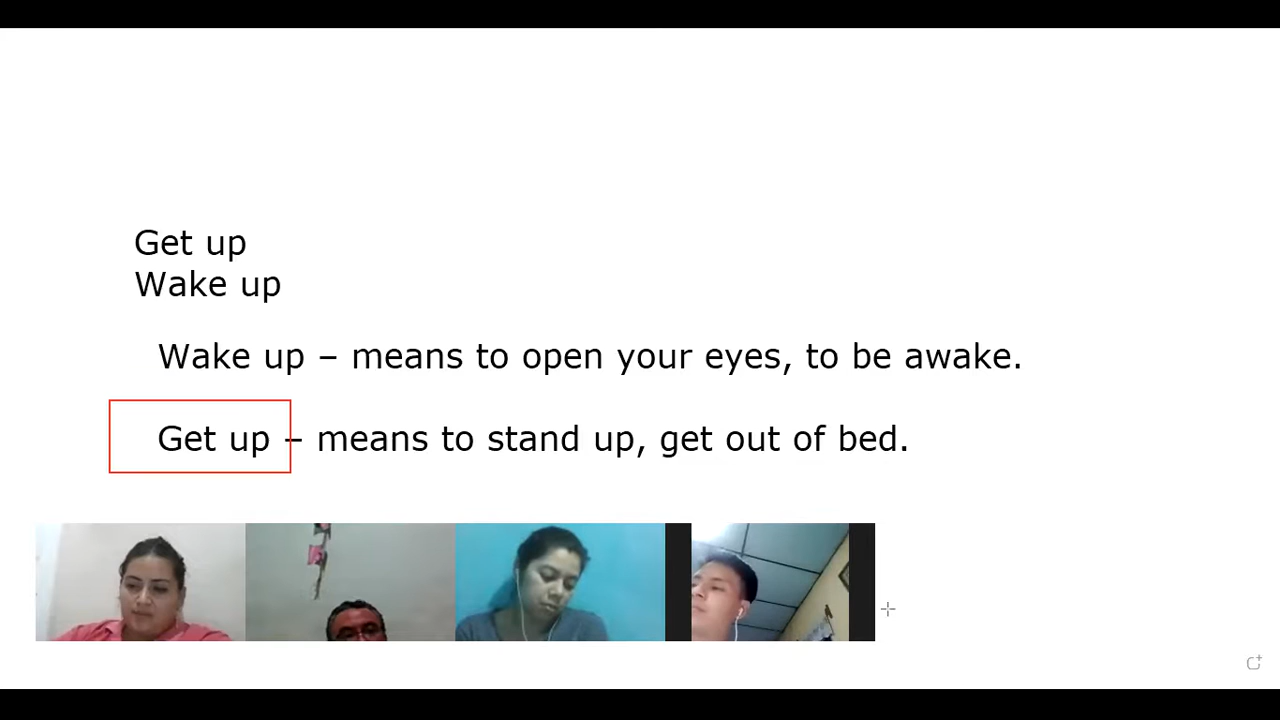 Get up
Wake up
Wake up – means to open your eyes, to be awake.
Get up – means to stand up, get out of bed.